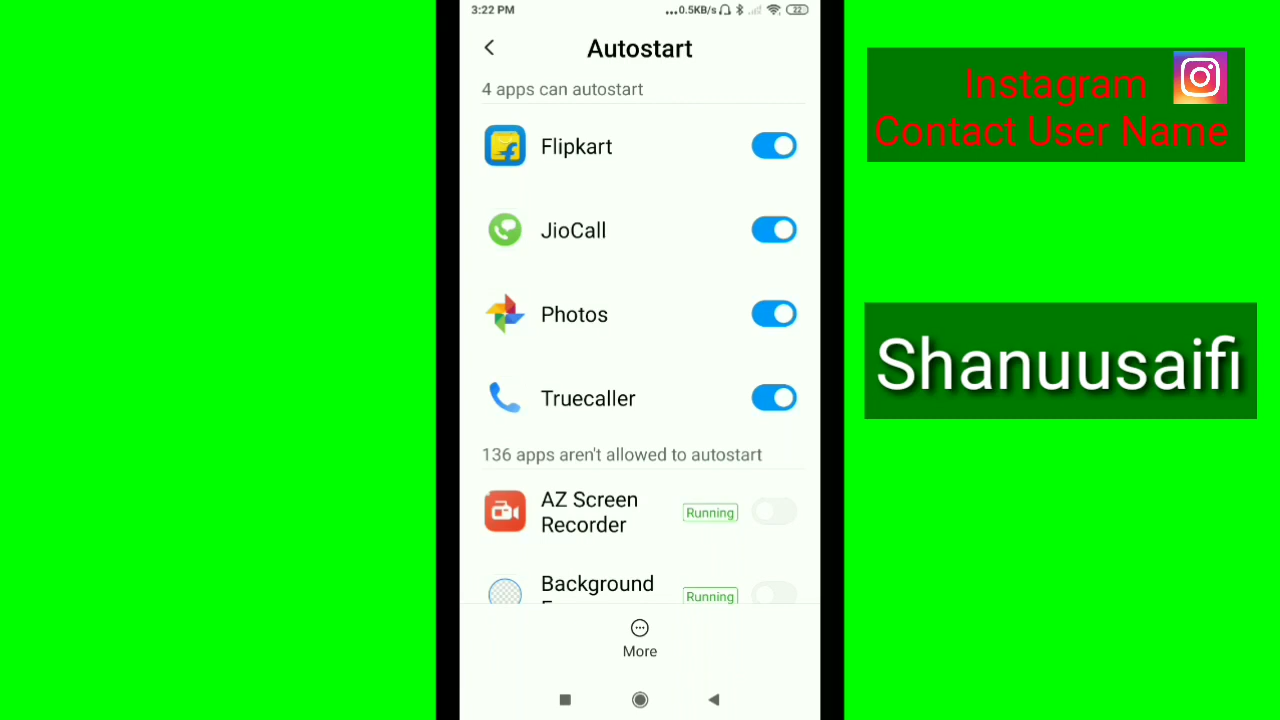 3:22 PM
...0.5KB/s
22
Autostart
4 apps can autostart
Flipkart
JioCall
Photos
Truecaller
136 apps aren't allowed to autostart
AZ Screen
Recorder
Running
Background
Running
More
Instagram
Contact User Name
Shanuusaifi